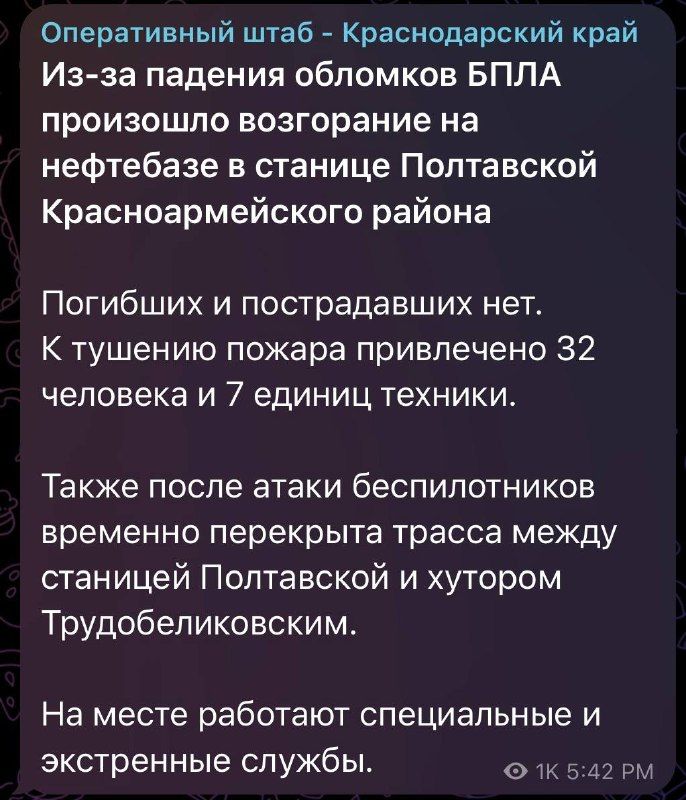 Оперативный штаб - Краснодарский край
Из-за падения обломков БПЛА
произошло возгорание на
нефтебазе в станице Полтавской
Красноармейского района
Погибших и пострадавших нет.
К тушению пожара привлечено 32
человека и 7 единиц техники.
Также после атаки беспилотников
временно перекрыта трасса между
станицей Полтавской и хутором
Трудобеликовским.
На месте работают специальные и
экстренные службы.
1K 5:42 PM